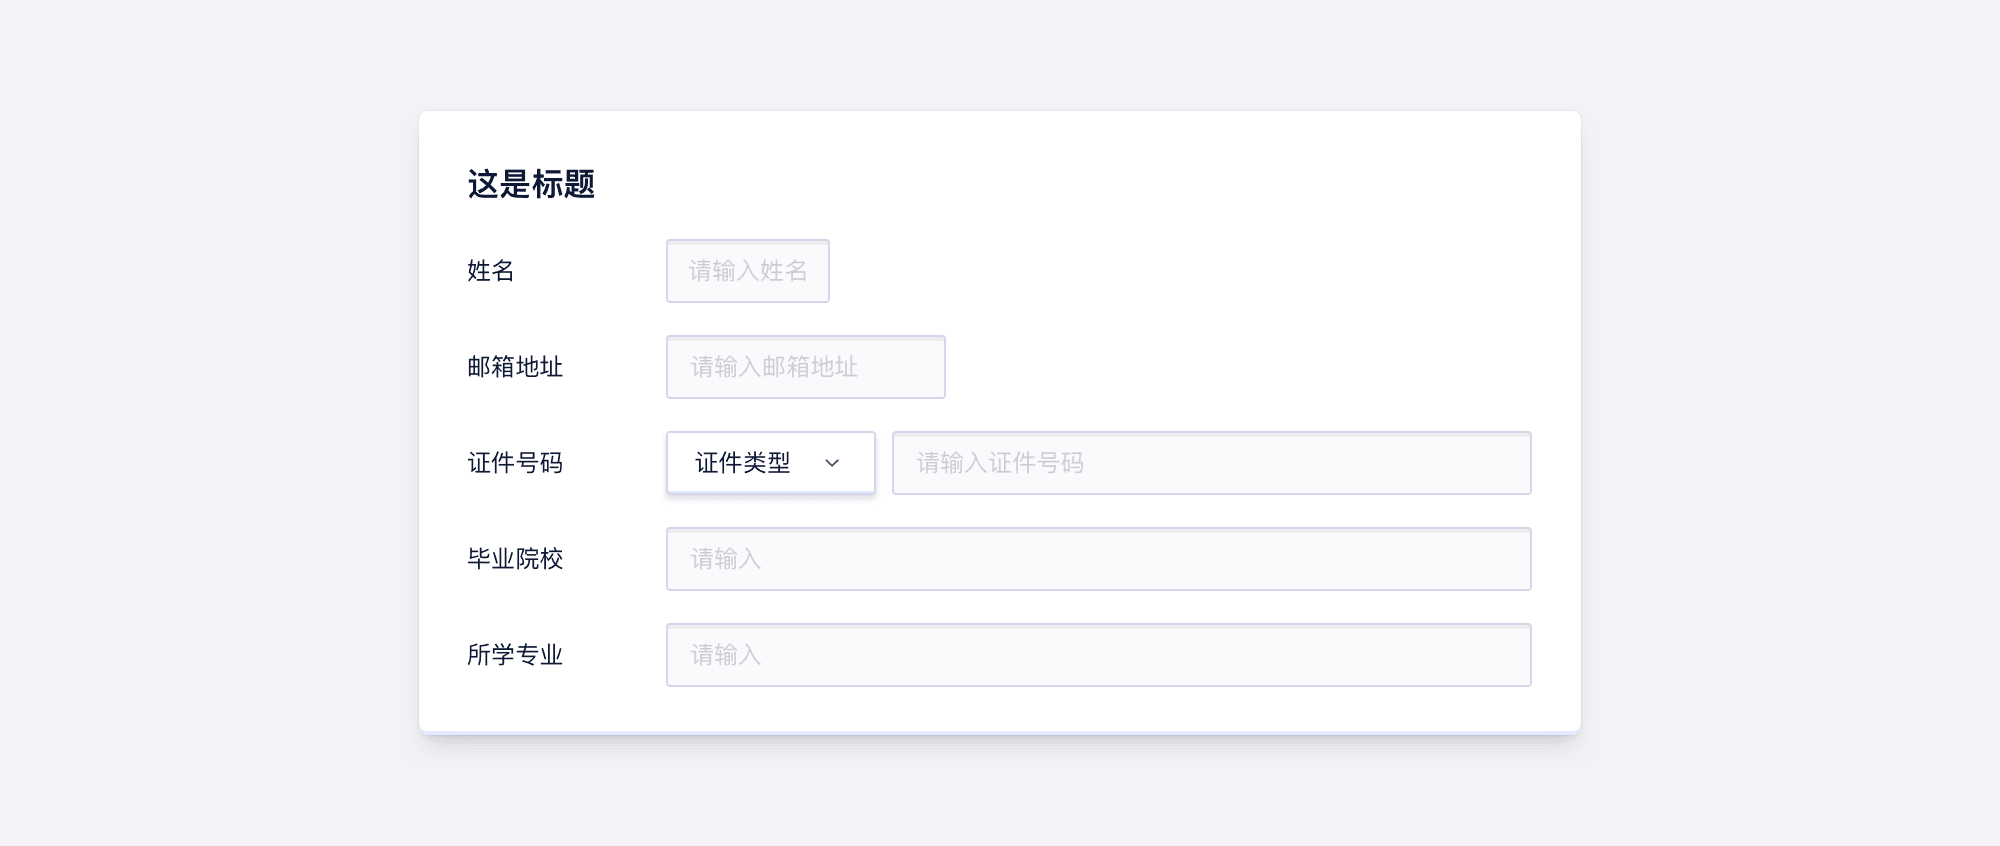 这是标题
姓名 请输入姓名
邮箱地址 请输入邮箱地址
证件号码 证件类型 请输入证件号码
毕业院校 请输入
所学专业 请输入